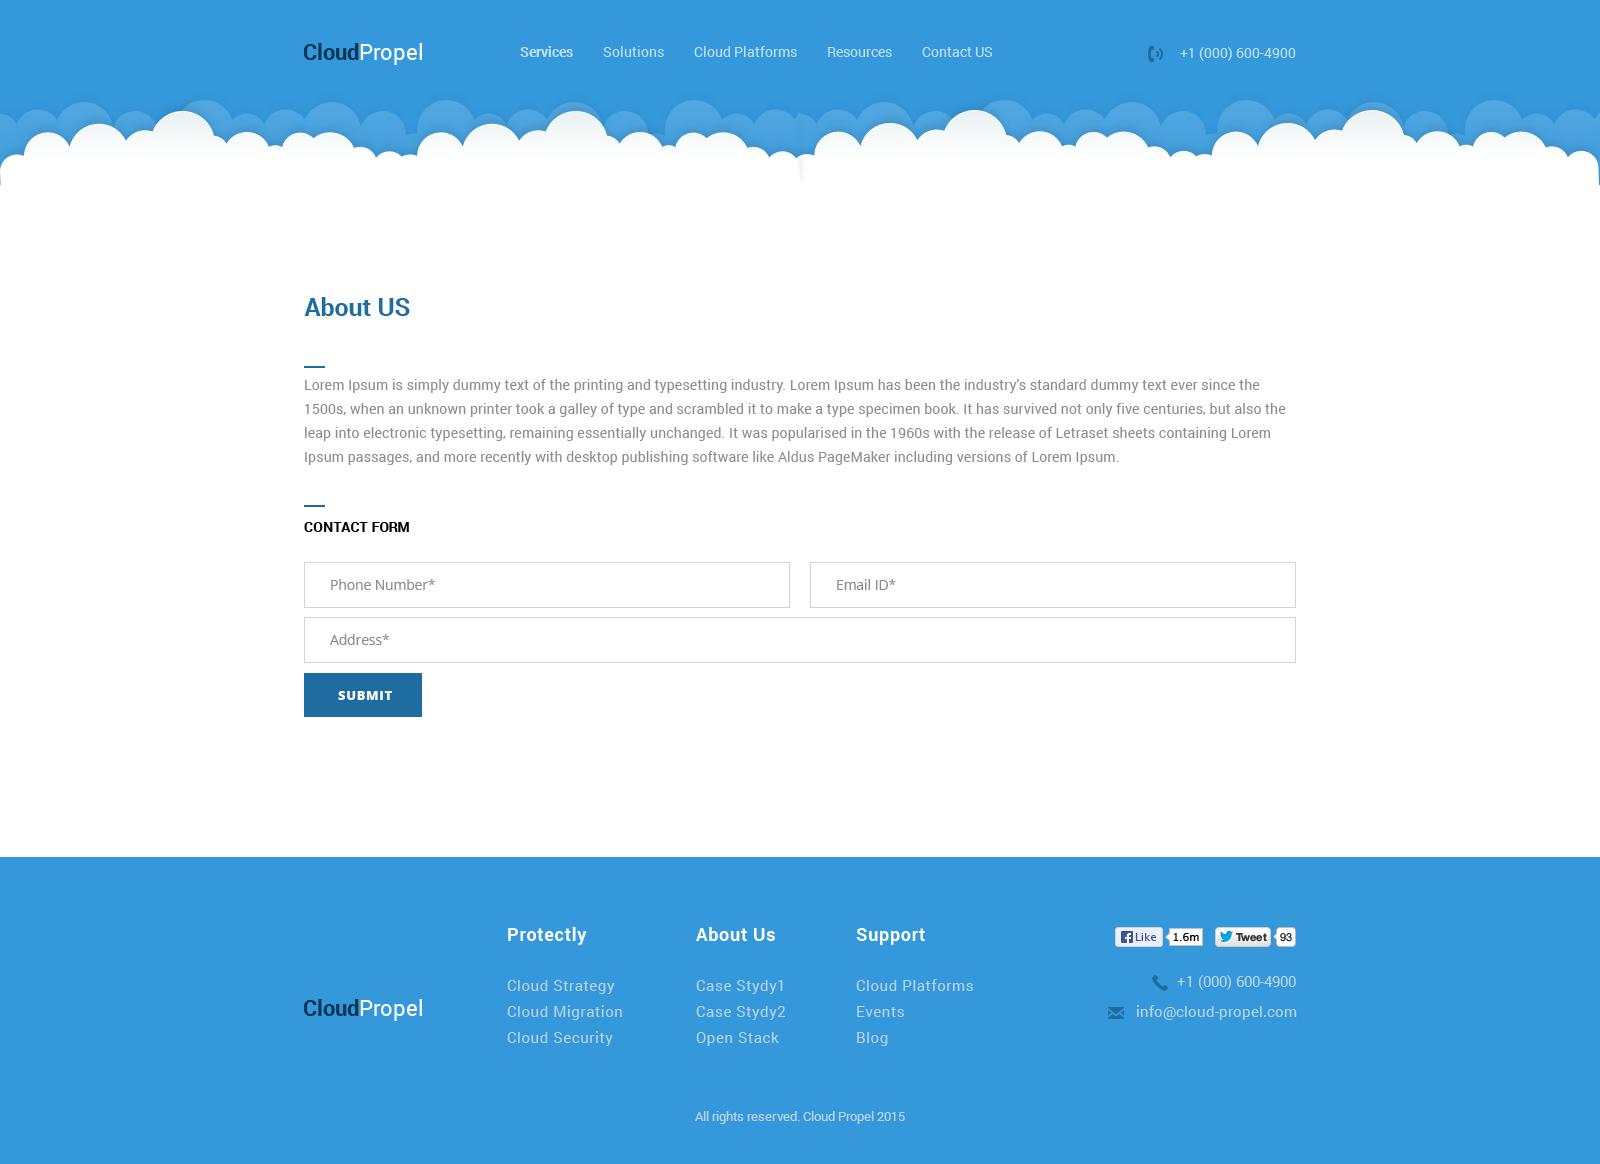 CloudPropel
Services Solutions Cloud Platforms Resources Contact US
+1 (000) 600-4900
About US
Lorem Ipsum is simply dummy text of the printing and typesetting industry. Lorem Ipsum has been the industry's standard dummy text ever since the
1500s, when an unknown printer took a galley of type and scrambled it to make a type specimen book. It has survived not only five centuries, but also the
leap into electronic typesetting, remaining essentially unchanged. It was popularised in the 1960s with the release of Letraset sheets containing Lorem
Ipsum passages, and more recently with desktop publishing software like Aldus PageMaker including versions of Lorem Ipsum.
CONTACT FORM
Phone Number*
Email ID*
Address*
SUBMIT
CloudPropel
Protectly
Cloud Strategy
Cloud Migration
Cloud Security
About Us
Case Stydy1
Case Stydy2
Open Stack
Support
Cloud Platforms
Events
Blog
Like 1.6m Tweet 93
+1 (000) 600-4900
info@cloud-propel.com
All rights reserved. Cloud Propel 2015